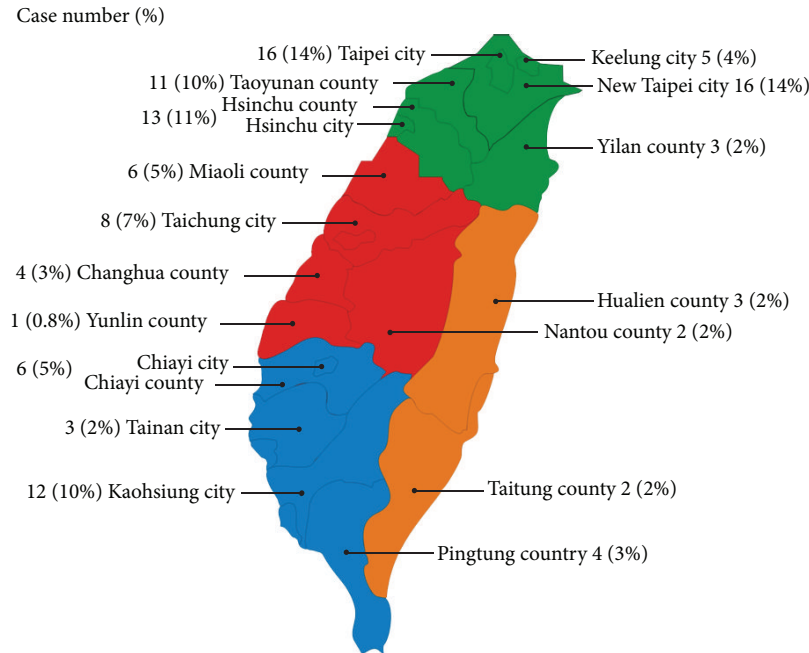 Case number (%)
16 (14%) Taipei city
Keelung city 5 (4%)
11 (10%) Taoyunan county
New Taipei city 16 (14%)
Hsinchu county
13 (11%)
Hsinchu city
Yilan county 3 (2%)
6 (5%) Miaoli county
8 (7%) Taichung city
4 (3%) Changhua county
Hualien county 3 (2%)
1 (0.8%) Yunlin county
Nantou county 2 (2%)
Chiayi city
6 (5%)
Chiayi county
3 (2%) Tainan city
12 (10%) Kaohsiung city
Taitung county 2 (2%)
Pingtung country 4 (3%)